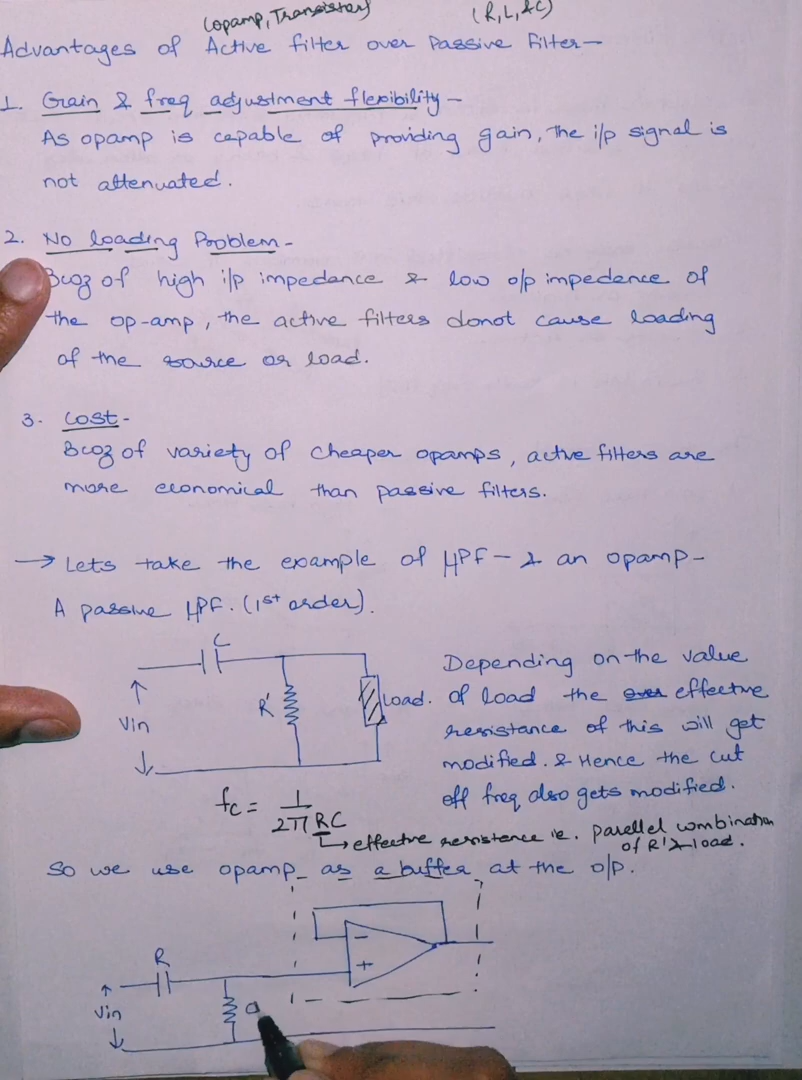 (opamp, Transistor) (R, L, &C)
Advantages of Active filter over Passive Filter-
1. Grain & freq adjustment flexibility-
As opamp is capable of providing gain, the i/p signal is
not attenuated.
2. No loading Problem-
Bcoz of high i/p impedance & low o/p impedence of
the op-amp, the active filters donot cause loading
of the source or load.
3. Cost-
Bcoz of variety of cheaper opamps, active filters are
more economical than passive filters.
→ Lets take the example of HPF- & an opamp-
A passive HPF. (1st order).
C
R'
Load.
Vin
Depending on the value
of load the effective
resistance of this will get
modified. & Hence the cut
off freq also gets modified.
fc = 1/2πRC
↳ effective resistence ie. parellel combination
of R' & load.
So we use opamp- as a buffer at the o/p.
R
-
+
Vin